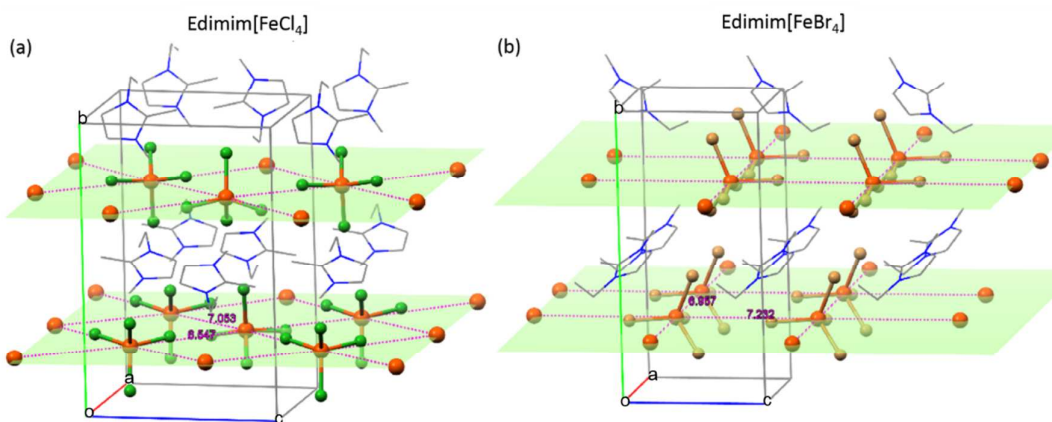 Edimim[FeCl4]
Edimim[FeBr4]
(a)
(b)
b
7.053
6.547
a
o
c
b
6.957
7.232
a
o
c